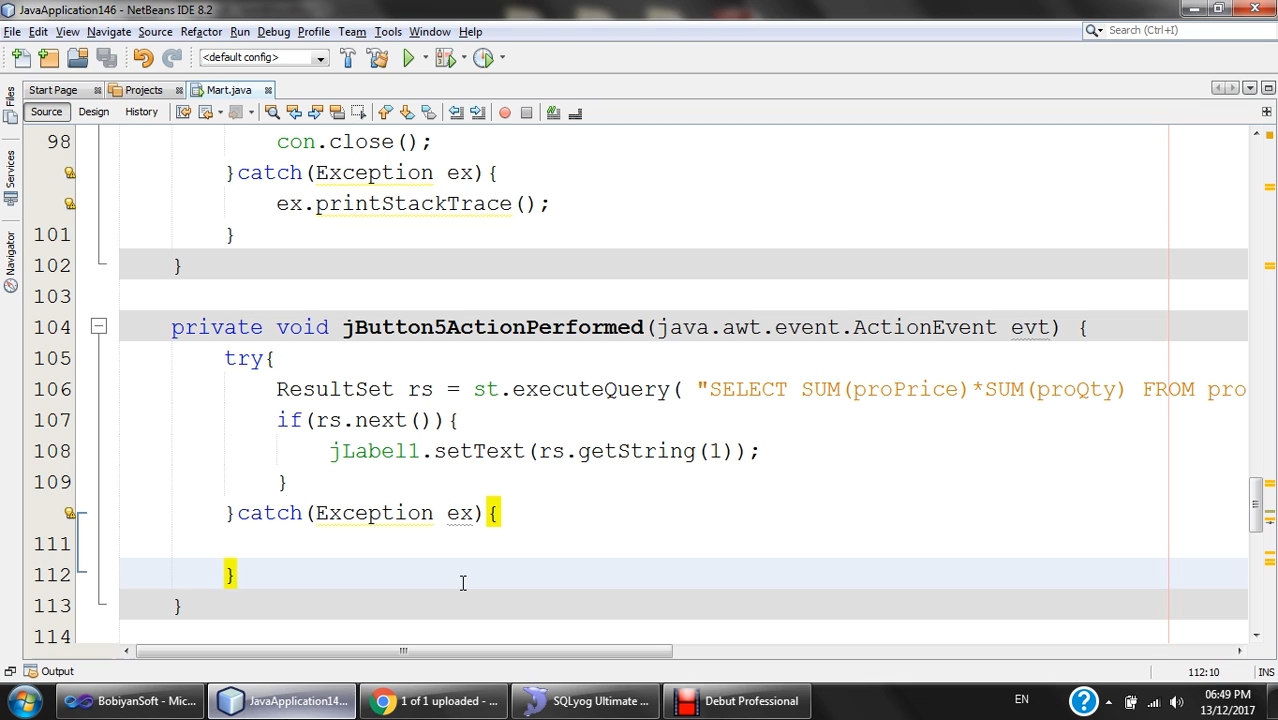 JavaApplication146 - NetBeans IDE 8.2
File Edit View Navigate Source Refactor Run Debug Profile Team Tools Window Help
Search (Ctrl+I)
<default config>
Start Page Projects Mart.java
Source Design History
Files
Services
Navigator
98 con.close();
}catch(Exception ex){
ex.printStackTrace();
101 }
102 }
103
104 private void jButton5ActionPerformed(java.awt.event.ActionEvent evt) {
105 try{
106 ResultSet rs = st.executeQuery( "SELECT SUM(proPrice)*SUM(proQty) FROM pro
107 if(rs.next()){
108 jLabel1.setText(rs.getString(1));
109 }
}catch(Exception ex){
111
112 }
113 }
114
Output
112:10 INS
BobiyanSoft - Mic... JavaApplication14... 1 of 1 uploaded - ... SQLyog Ultimate ... Debut Professional
EN
06:49 PM
13/12/2017